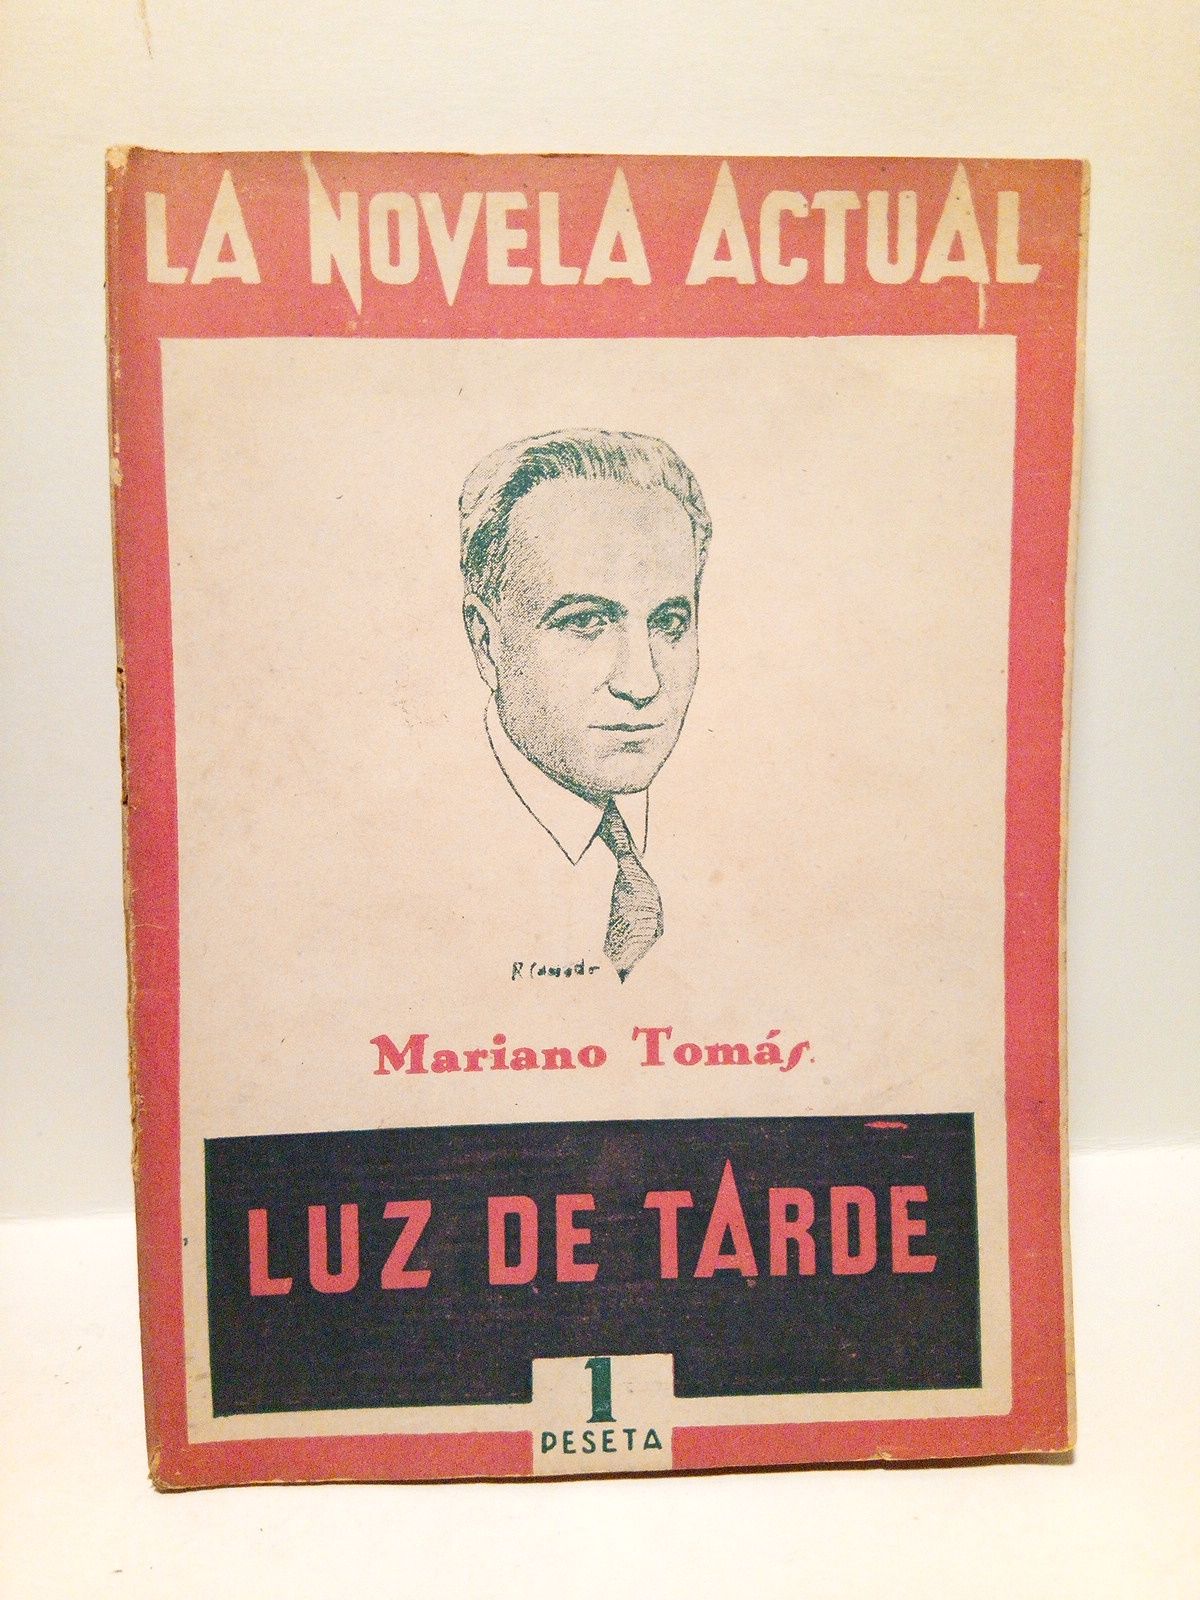 LA NOVELA ACTUAL
Mariano Tomás.
LUZ DE TARDE
1
PESETA